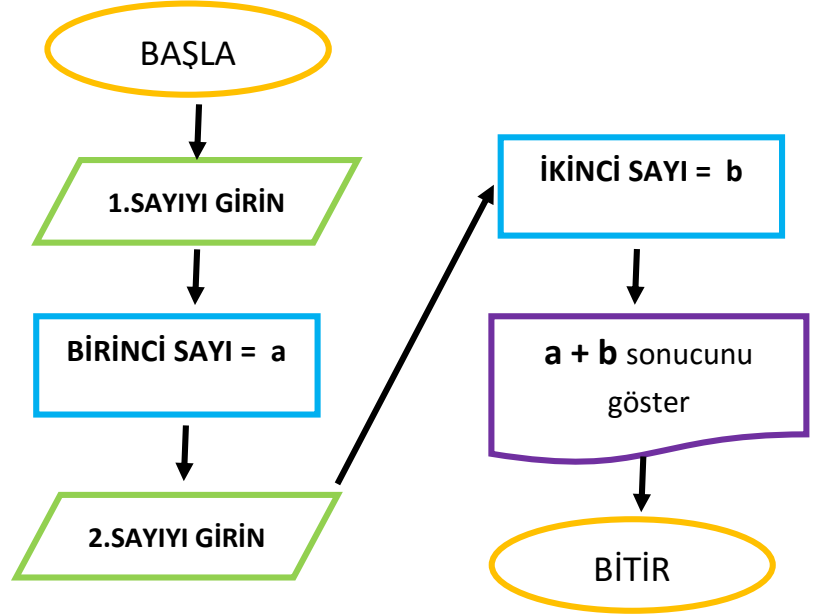 BAŞLA
1.SAYIYI GİRİN
BİRİNCİ SAYI = a
2.SAYIYI GİRİN
İKİNCİ SAYI = b
a + b sonucunu
göster
BİTİR